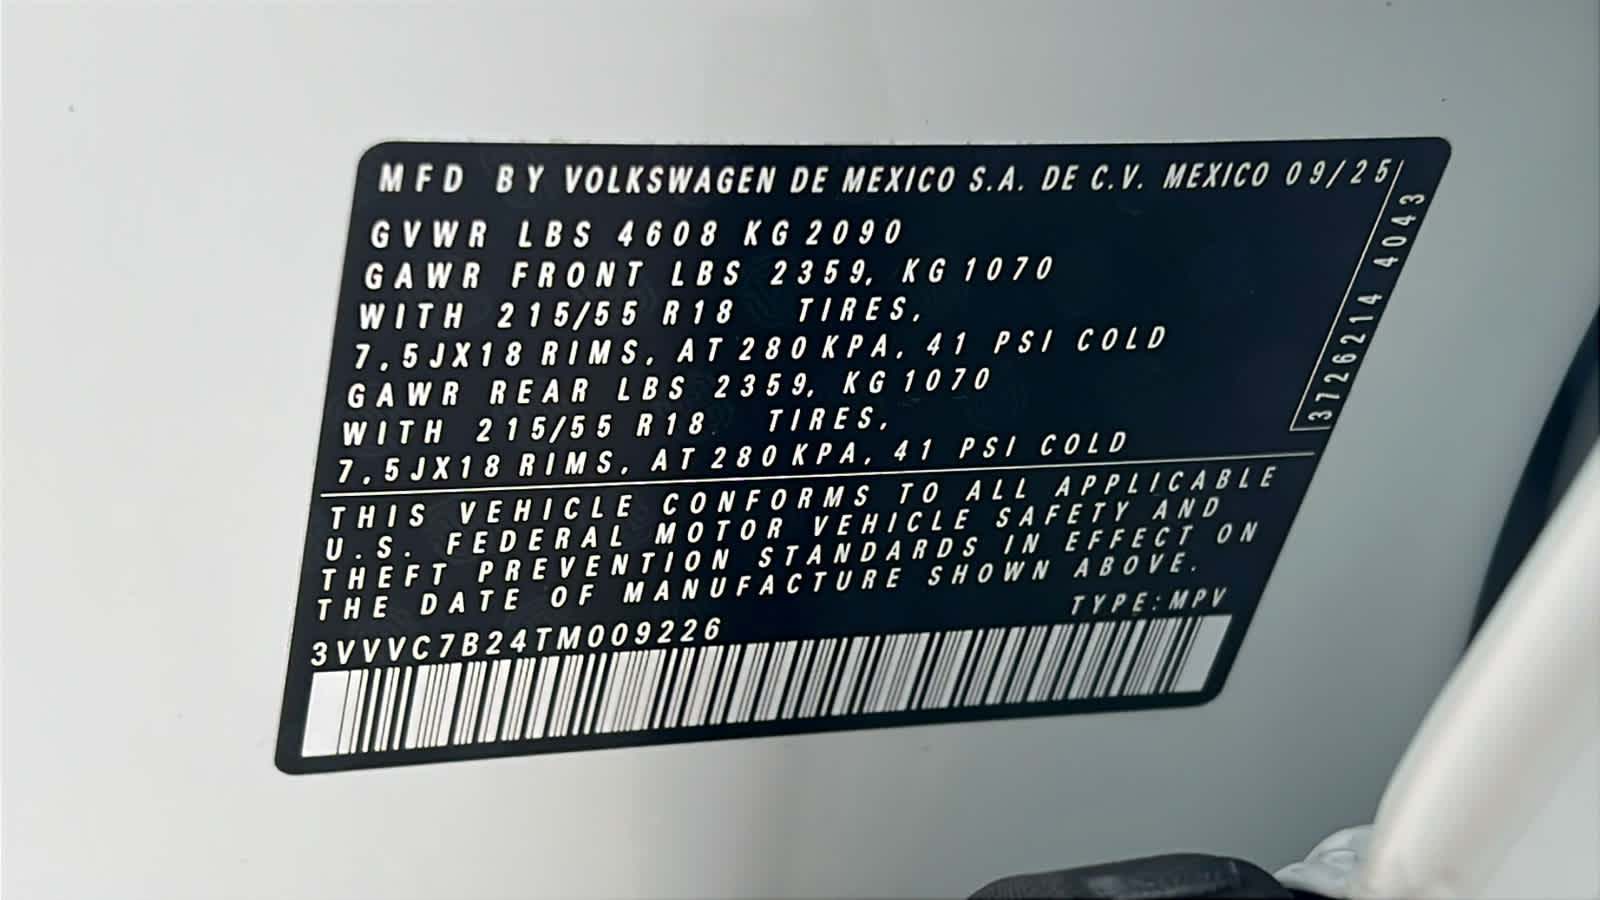 MFD BY VOLKSWAGEN DE MEXICO S.A. DE C.V. MEXICO 09/25
GVWR LBS 4608 KG 2090
GAWR FRONT LBS 2359, KG 1070
WITH 215/55 R18 TIRES,
7.5JX18 RIMS, AT 280 KPA, 41 PSI COLD
GAWR REAR LBS 2359, KG 1070
WITH 215/55 R18 TIRES,
7.5JX18 RIMS, AT 280 KPA, 41 PSI COLD
THIS VEHICLE CONFORMS TO ALL APPLICABLE
U.S. FEDERAL MOTOR VEHICLE SAFETY AND
THEFT PREVENTION STANDARDS IN EFFECT ON
THE DATE OF MANUFACTURE SHOWN ABOVE.
3VVVC7B24TM009226 TYPE:MPV
3726214 4043